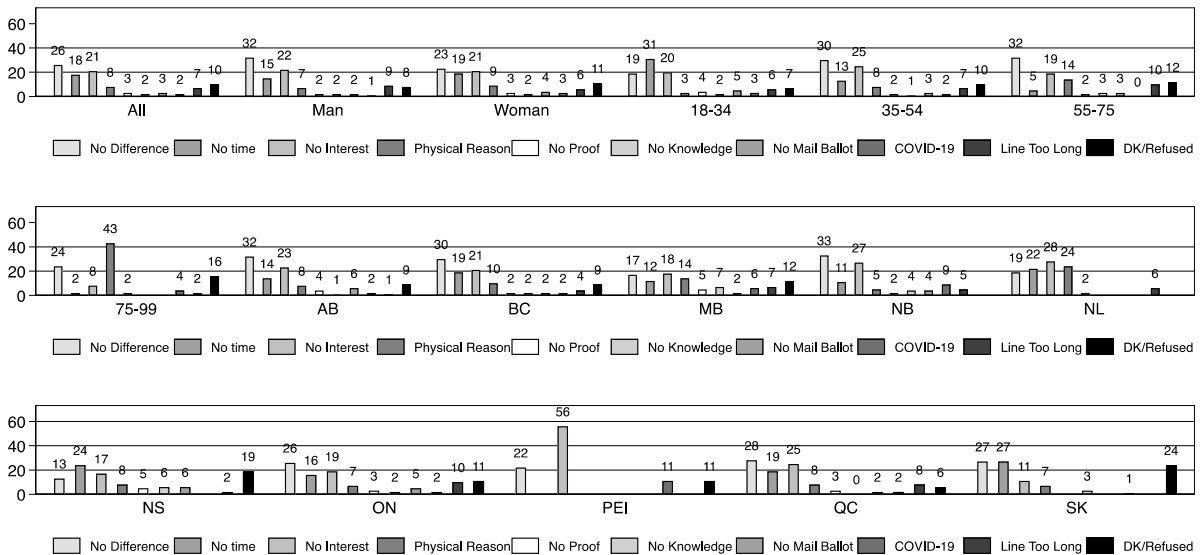 60
40
20
0
26 18 21 8 3 2 3 2 7 10
32 15 22 7 2 2 2 1 9 8
23 19 21 9 3 2 4 3 6 11
19 31 20 3 4 2 5 3 6 7
30 13 25 8 2 1 3 2 7 10
32 5 19 14 2 3 3 0 10 12
All Man Woman 18-34 35-54 55-75
No Difference No time No Interest Physical Reason No Proof No Knowledge No Mail Ballot COVID-19 Line Too Long DK/Refused
60
40
20
0
24 2 8 43 2 4 2 16
32 14 23 8 4 1 6 2 1 9
30 19 21 10 2 2 2 2 4 9
17 12 18 14 5 7 2 6 7 12
33 11 27 5 2 4 4 9 5
19 22 28 24 2 6
75-99 AB BC MB NB NL
No Difference No time No Interest Physical Reason No Proof No Knowledge No Mail Ballot COVID-19 Line Too Long DK/Refused
60
40
20
0
13 24 17 8 5 6 6 2 19
26 16 19 7 3 2 5 2 10 11
22 56 11 11
28 19 25 8 3 0 2 2 8 6
27 27 11 7 3 1 24
NS ON PEI QC SK
No Difference No time No Interest Physical Reason No Proof No Knowledge No Mail Ballot COVID-19 Line Too Long DK/Refused